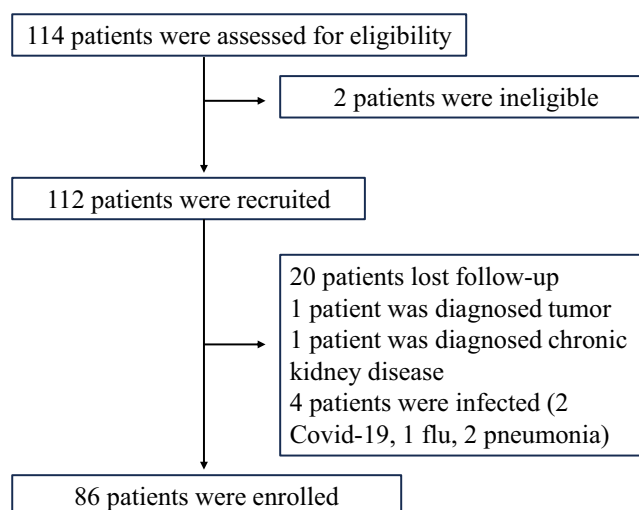 114 patients were assessed for eligibility
2 patients were ineligible
112 patients were recruited
20 patients lost follow-up
1 patient was diagnosed tumor
1 patient was diagnosed chronic
kidney disease
4 patients were infected (2
Covid-19, 1 flu, 2 pneumonia)
86 patients were enrolled